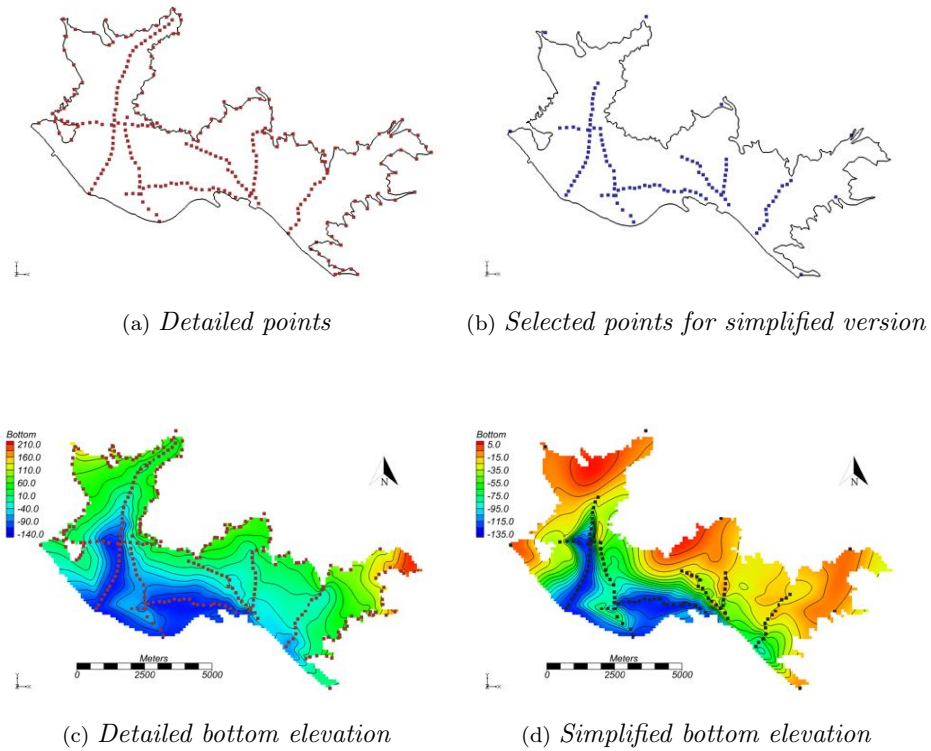 (a) Detailed points
(b) Selected points for simplified version
Bottom
210.0
160.0
110.0
60.0
10.0
-40.0
-90.0
-140.0
N
Meters
0 2500 5000
(c) Detailed bottom elevation
Bottom
5.0
-15.0
-35.0
-55.0
-75.0
-95.0
-115.0
-135.0
N
Meters
0 2500 5000
(d) Simplified bottom elevation